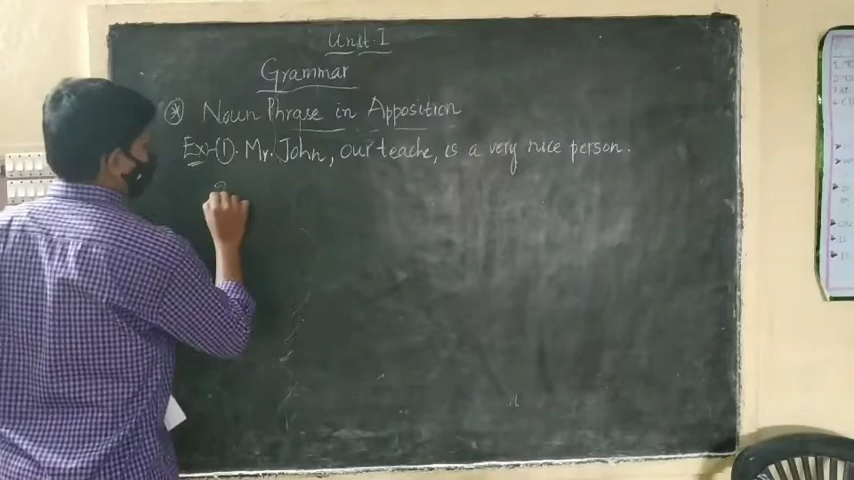 Unit-I
Grammar
* Noun Phrase in Apposition
Ex:-(1). Mr. John, our teache, is a very nice person.